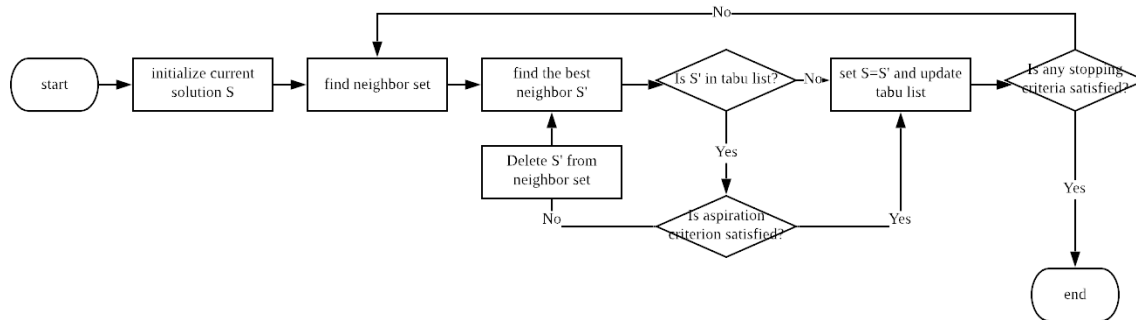 No
start
initialize current
solution S
find neighbor set
find the best
neighbor S'
Is S' in tabu list?
No
set S=S' and update
tabu list
Is any stopping
criteria satisfied?
Delete S' from
neighbor set
Yes
No
Is aspiration
criterion satisfied?
Yes
Yes
end